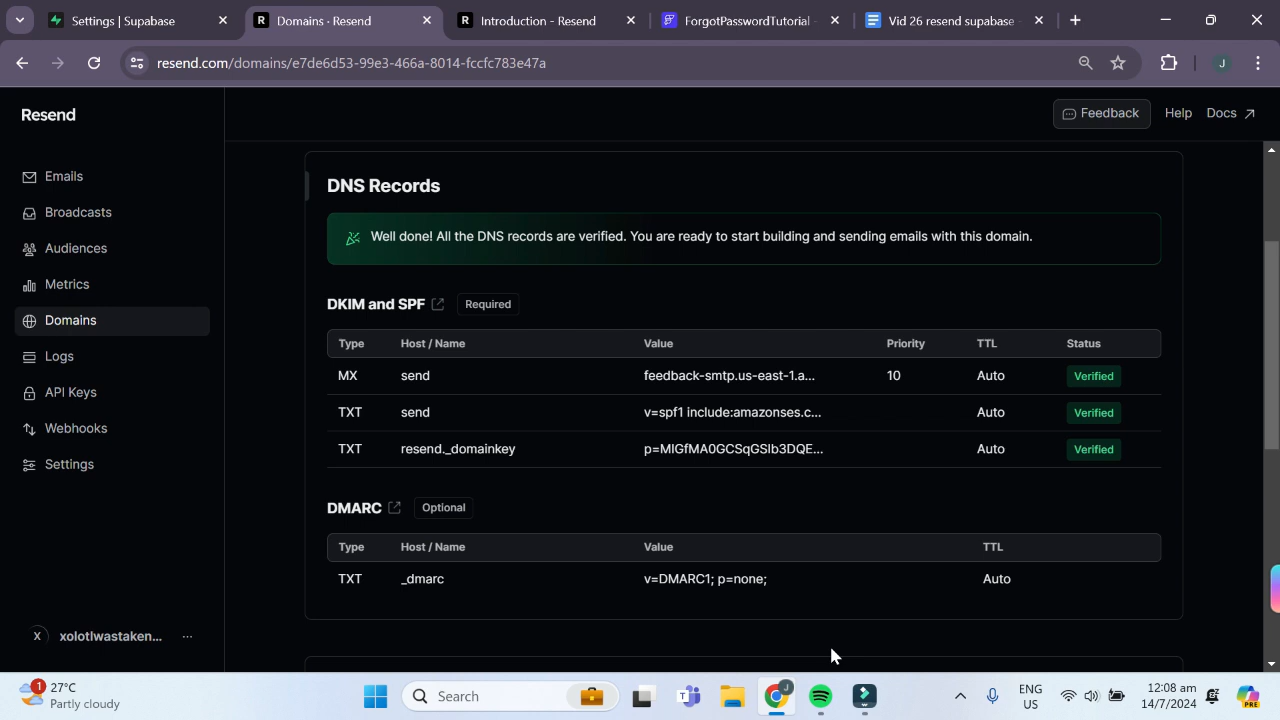 Settings | Supabase
Domains · Resend
Introduction - Resend
ForgotPasswordTutorial -
Vid 26 resend supabase -
resend.com/domains/e7de6d53-99e3-466a-8014-fccfc783e47a
J
Resend
Feedback
Help
Docs
Emails
Broadcasts
Audiences
Metrics
Domains
Logs
API Keys
Webhooks
Settings
DNS Records
Well done! All the DNS records are verified. You are ready to start building and sending emails with this domain.
DKIM and SPF Required
Type Host / Name Value Priority TTL Status
MX send feedback-smtp.us-east-1.a... 10 Auto Verified
TXT send v=spf1 include:amazonses.c... Auto Verified
TXT resend._domainkey p=MIGfMA0GCSqGSIb3DQE... Auto Verified
DMARC Optional
Type Host / Name Value TTL
TXT _dmarc v=DMARC1; p=none; Auto
X xolotlwastaken... ...
1
27°C
Partly cloudy
Search
J
ENG
US
12:08 am
14/7/2024
PRE